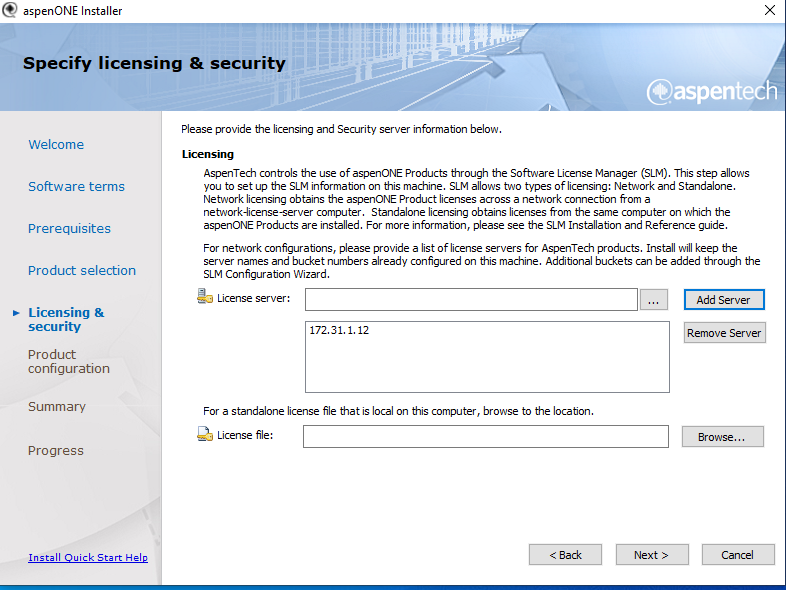 aspenONE Installer
Specify licensing & security
aspentech
Welcome
Software terms
Prerequisites
Product selection
Licensing &
security
Product
configuration
Summary
Progress
Install Quick Start Help
Please provide the licensing and Security server information below.
Licensing
AspenTech controls the use of aspenONE Products through the Software License Manager (SLM). This step allows
you to set up the SLM information on this machine. SLM allows two types of licensing: Network and Standalone.
Network licensing obtains the aspenONE Product licenses across a network connection from a
network-license-server computer.  Standalone licensing obtains licenses from the same computer on which the
aspenONE Products are installed. For more information, please see the SLM Installation and Reference guide.
For network configurations, please provide a list of license servers for AspenTech products. Install will keep the
server names and bucket numbers already configured on this machine. Additional buckets can be added through the
SLM Configuration Wizard.
License server:
...
Add Server
172.31.1.12
Remove Server
For a standalone license file that is local on this computer, browse to the location.
License file:
Browse...
< Back
Next >
Cancel